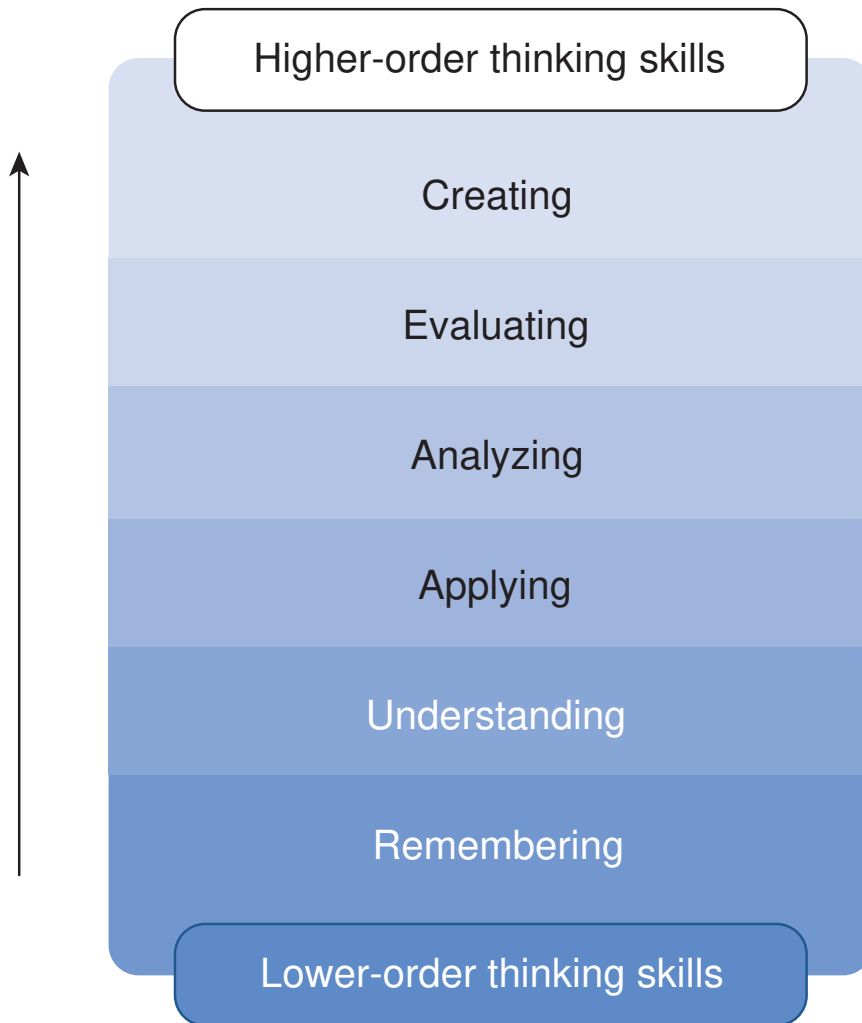 Higher-order thinking skills
Creating
Evaluating
Analyzing
Applying
Understanding
Remembering
Lower-order thinking skills